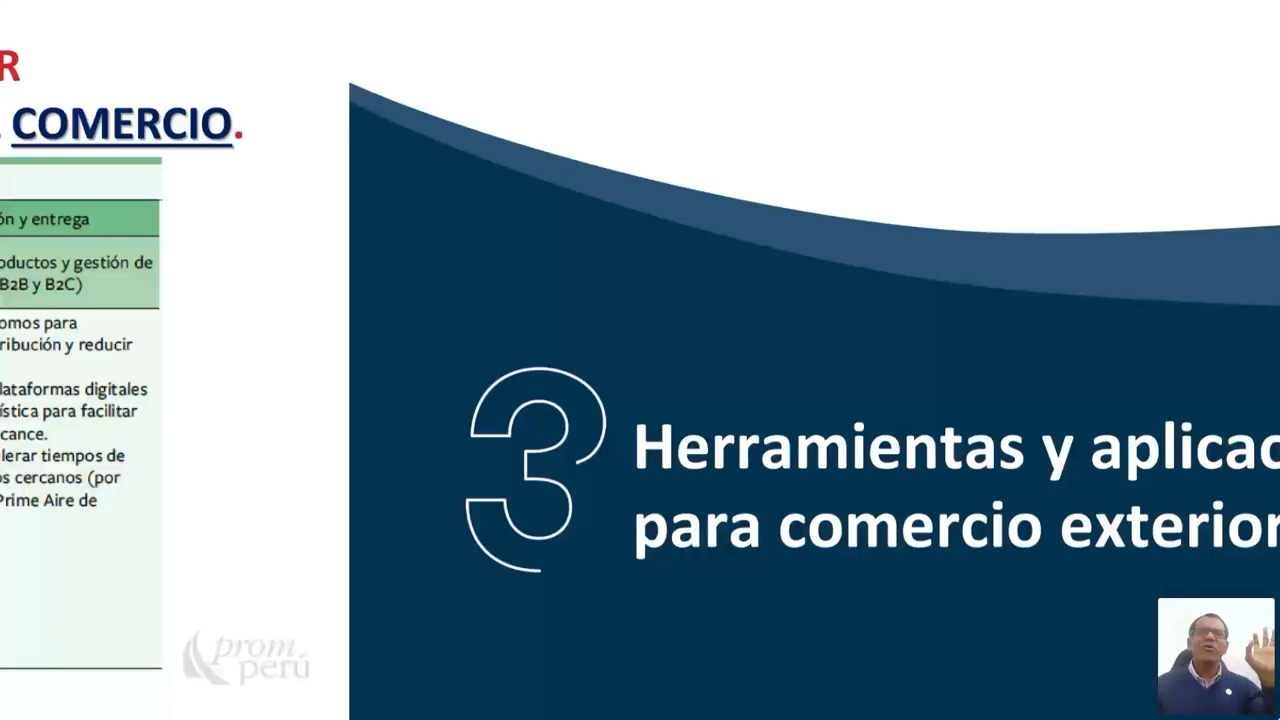 R
COMERCIO.
ón y entrega
oductos y gestión de
B2B y B2C)
omos para
ribución y reducir
lataformas digitales
ística para facilitar
cance.
lerar tiempos de
os cercanos (por
Prime Aire de
prom
perú
3
Herramientas y aplicac
para comercio exterior